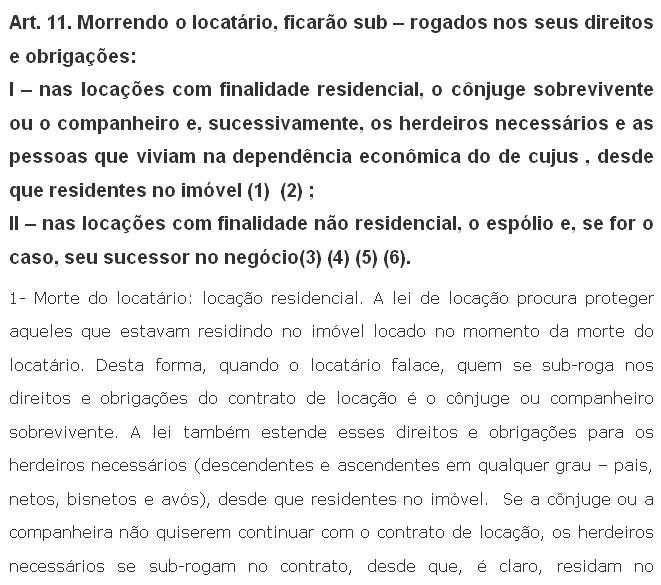 Art. 11. Morrendo o locatário, ficarão sub – rogados nos seus direitos
e obrigações:
I – nas locações com finalidade residencial, o cônjuge sobrevivente
ou o companheiro e, sucessivamente, os herdeiros necessários e as
pessoas que viviam na dependência econômica do de cujus , desde
que residentes no imóvel (1)  (2) ;
II – nas locações com finalidade não residencial, o espólio e, se for o
caso, seu sucessor no negócio(3) (4) (5) (6).
1- Morte do locatário: locação residencial. A lei de locação procura proteger
aqueles que estavam residindo no imóvel locado no momento da morte do
locatário. Desta forma, quando o locatário falace, quem se sub-roga nos
direitos e obrigações do contrato de locação é o cônjuge ou companheiro
sobrevivente. A lei também estende esses direitos e obrigações para os
herdeiros necessários (descendentes e ascendentes em qualquer grau – pais,
netos, bisnetos e avós), desde que residentes no imóvel.  Se a cônjuge ou a
companheira não quiserem continuar com o contrato de locação, os herdeiros
necessários se sub-rogam no contrato, desde que, é claro, residam no